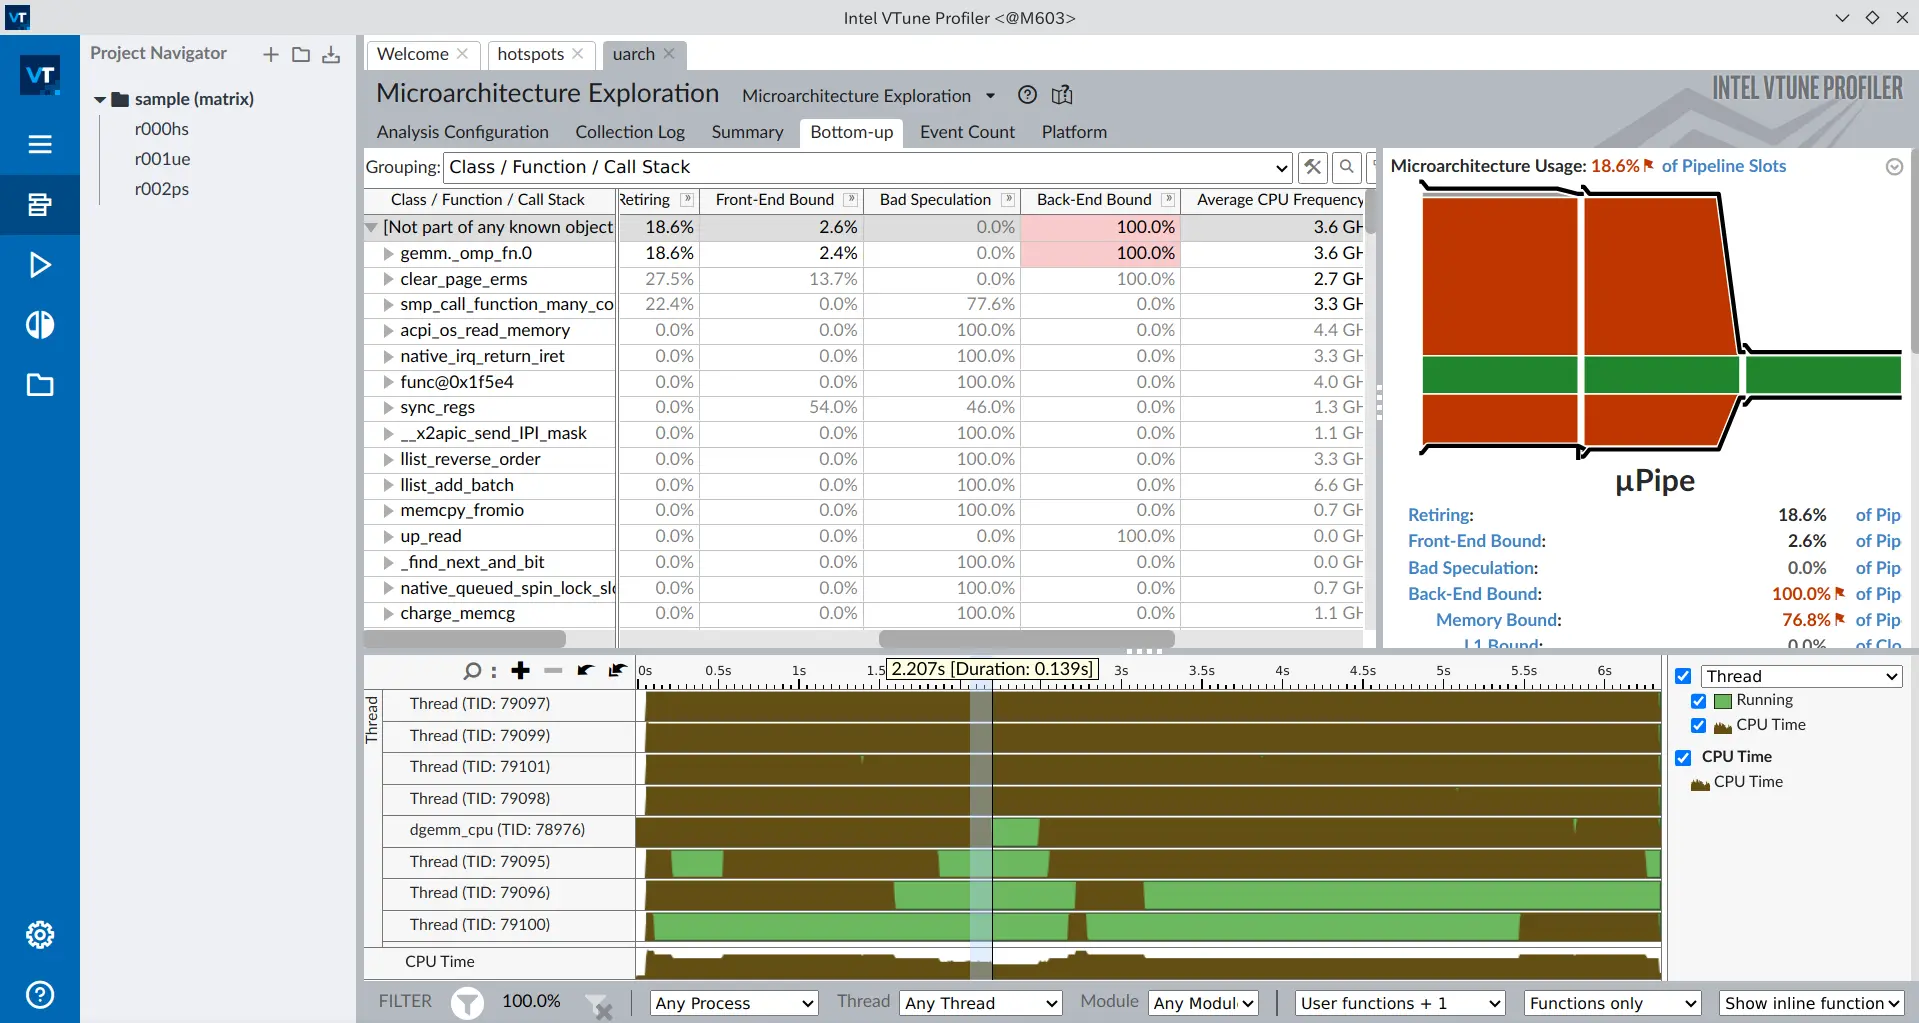 VT
Intel VTune Profiler <@M603>
VT
Project Navigator
sample (matrix)
r000hs
r001ue
r002ps
Welcome
hotspots
uarch
Microarchitecture Exploration
Microarchitecture Exploration
INTEL VTUNE PROFILER
Analysis Configuration Collection Log Summary Bottom-up Event Count Platform
Grouping: Class / Function / Call Stack
Class / Function / Call Stack Retiring Front-End Bound Bad Speculation Back-End Bound Average CPU Frequency
[Not part of any known object 18.6% 2.6% 0.0% 100.0% 3.6 GH
gemm._omp_fn.0 18.6% 2.4% 0.0% 100.0% 3.6 GH
clear_page_erms 27.5% 13.7% 0.0% 100.0% 2.7 GH
smp_call_function_many_co 22.4% 0.0% 77.6% 0.0% 3.3 GH
acpi_os_read_memory 0.0% 0.0% 100.0% 0.0% 4.4 GH
native_irq_return_iret 0.0% 0.0% 100.0% 0.0% 3.3 GH
func@0x1f5e4 0.0% 0.0% 100.0% 0.0% 4.0 GH
sync_regs 0.0% 54.0% 46.0% 0.0% 1.3 GH
__x2apic_send_IPI_mask 0.0% 0.0% 100.0% 0.0% 1.1 GH
llist_reverse_order 0.0% 0.0% 100.0% 0.0% 3.3 GH
llist_add_batch 0.0% 0.0% 100.0% 0.0% 6.6 GH
memcpy_fromio 0.0% 0.0% 100.0% 0.0% 0.7 GH
up_read 0.0% 0.0% 0.0% 100.0% 0.0 GH
_find_next_and_bit 0.0% 0.0% 100.0% 0.0% 0.0 GH
native_queued_spin_lock_slo 0.0% 0.0% 100.0% 0.0% 0.7 GH
charge_memcg 0.0% 0.0% 100.0% 0.0% 1.1 GH
Microarchitecture Usage: 18.6% of Pipeline Slots
µPipe
Retiring: 18.6% of Pip
Front-End Bound: 2.6% of Pip
Bad Speculation: 0.0% of Pip
Back-End Bound: 100.0% of Pip
Memory Bound: 76.8% of Pip
L1 Bound: 0.0% of Clo
0s 0.5s 1s 1.5 2.207s [Duration: 0.139s] 3s 3.5s 4s 4.5s 5s 5.5s 6s
Thread
Thread (TID: 79097)
Thread (TID: 79099)
Thread (TID: 79101)
Thread (TID: 79098)
dgemm_cpu (TID: 78976)
Thread (TID: 79095)
Thread (TID: 79096)
Thread (TID: 79100)
CPU Time
Thread
Running
CPU Time
CPU Time
CPU Time
FILTER 100.0% Any Process Thread Any Thread Module Any Modul User functions + 1 Functions only Show inline function